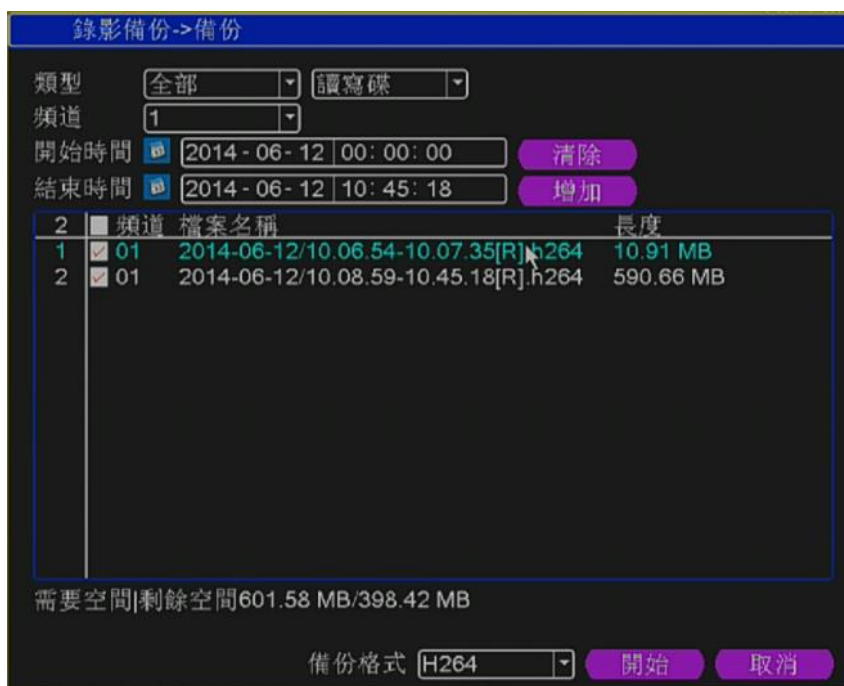 錄影備份->備份
類型 全部 讀寫碟
頻道 1
開始時間 2014-06-12 00:00:00 清除
結束時間 2014-06-12 10:45:18 增加
2 頻道 檔案名稱 長度
1 01 2014-06-12/10.06.54-10.07.35[R].h264 10.91 MB
2 01 2014-06-12/10.08.59-10.45.18[R].h264 590.66 MB
需要空間|剩餘空間601.58 MB/398.42 MB
備份格式 H264 開始 取消